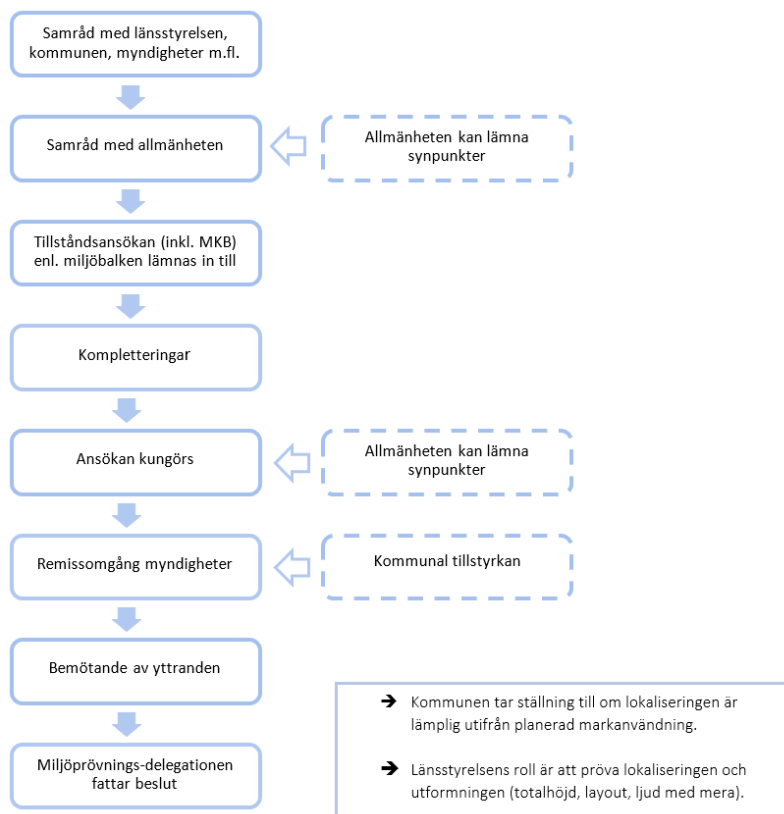 Samråd med länsstyrelsen,
kommunen, myndigheter m.fl.
Samråd med allmänheten
Allmänheten kan lämna
synpunkter
Tillståndsansökan (inkl. MKB)
enl. miljöbalken lämnas in till
Kompletteringar
Ansökan kungörs
Allmänheten kan lämna
synpunkter
Remissomgång myndigheter
Kommunal tillstyrkan
Bemötande av yttranden
Miljöprövnings-delegationen
fattar beslut
➔ Kommunen tar ställning till om lokaliseringen är
lämplig utifrån planerad markanvändning.
➔ Länsstyrelsens roll är att pröva lokaliseringen och
utformningen (totalhöjd, layout, ljud med mera).